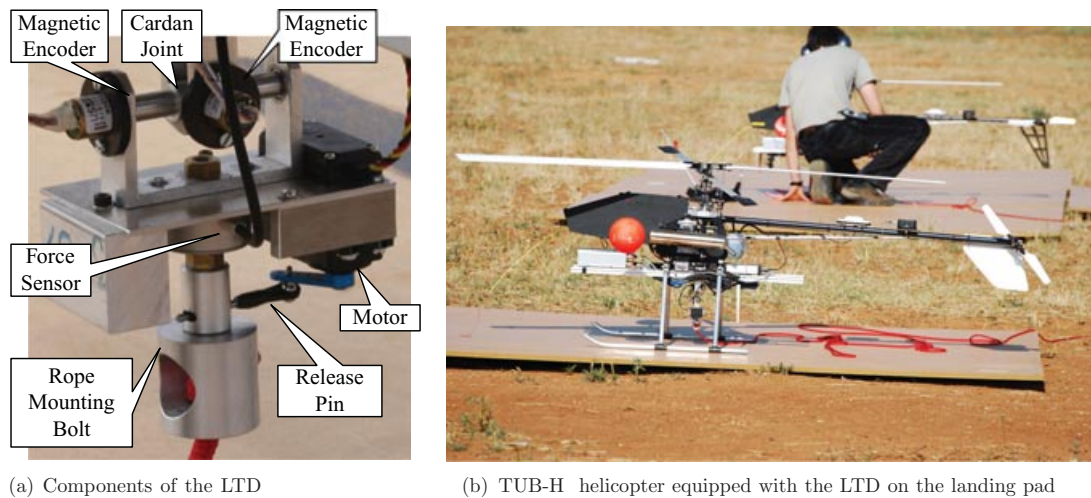 Magnetic
Encoder
Cardan
Joint
Magnetic
Encoder
Force
Sensor
Motor
Rope
Mounting
Bolt
Release
Pin
(a) Components of the LTD
(b) TUB-H helicopter equipped with the LTD on the landing pad